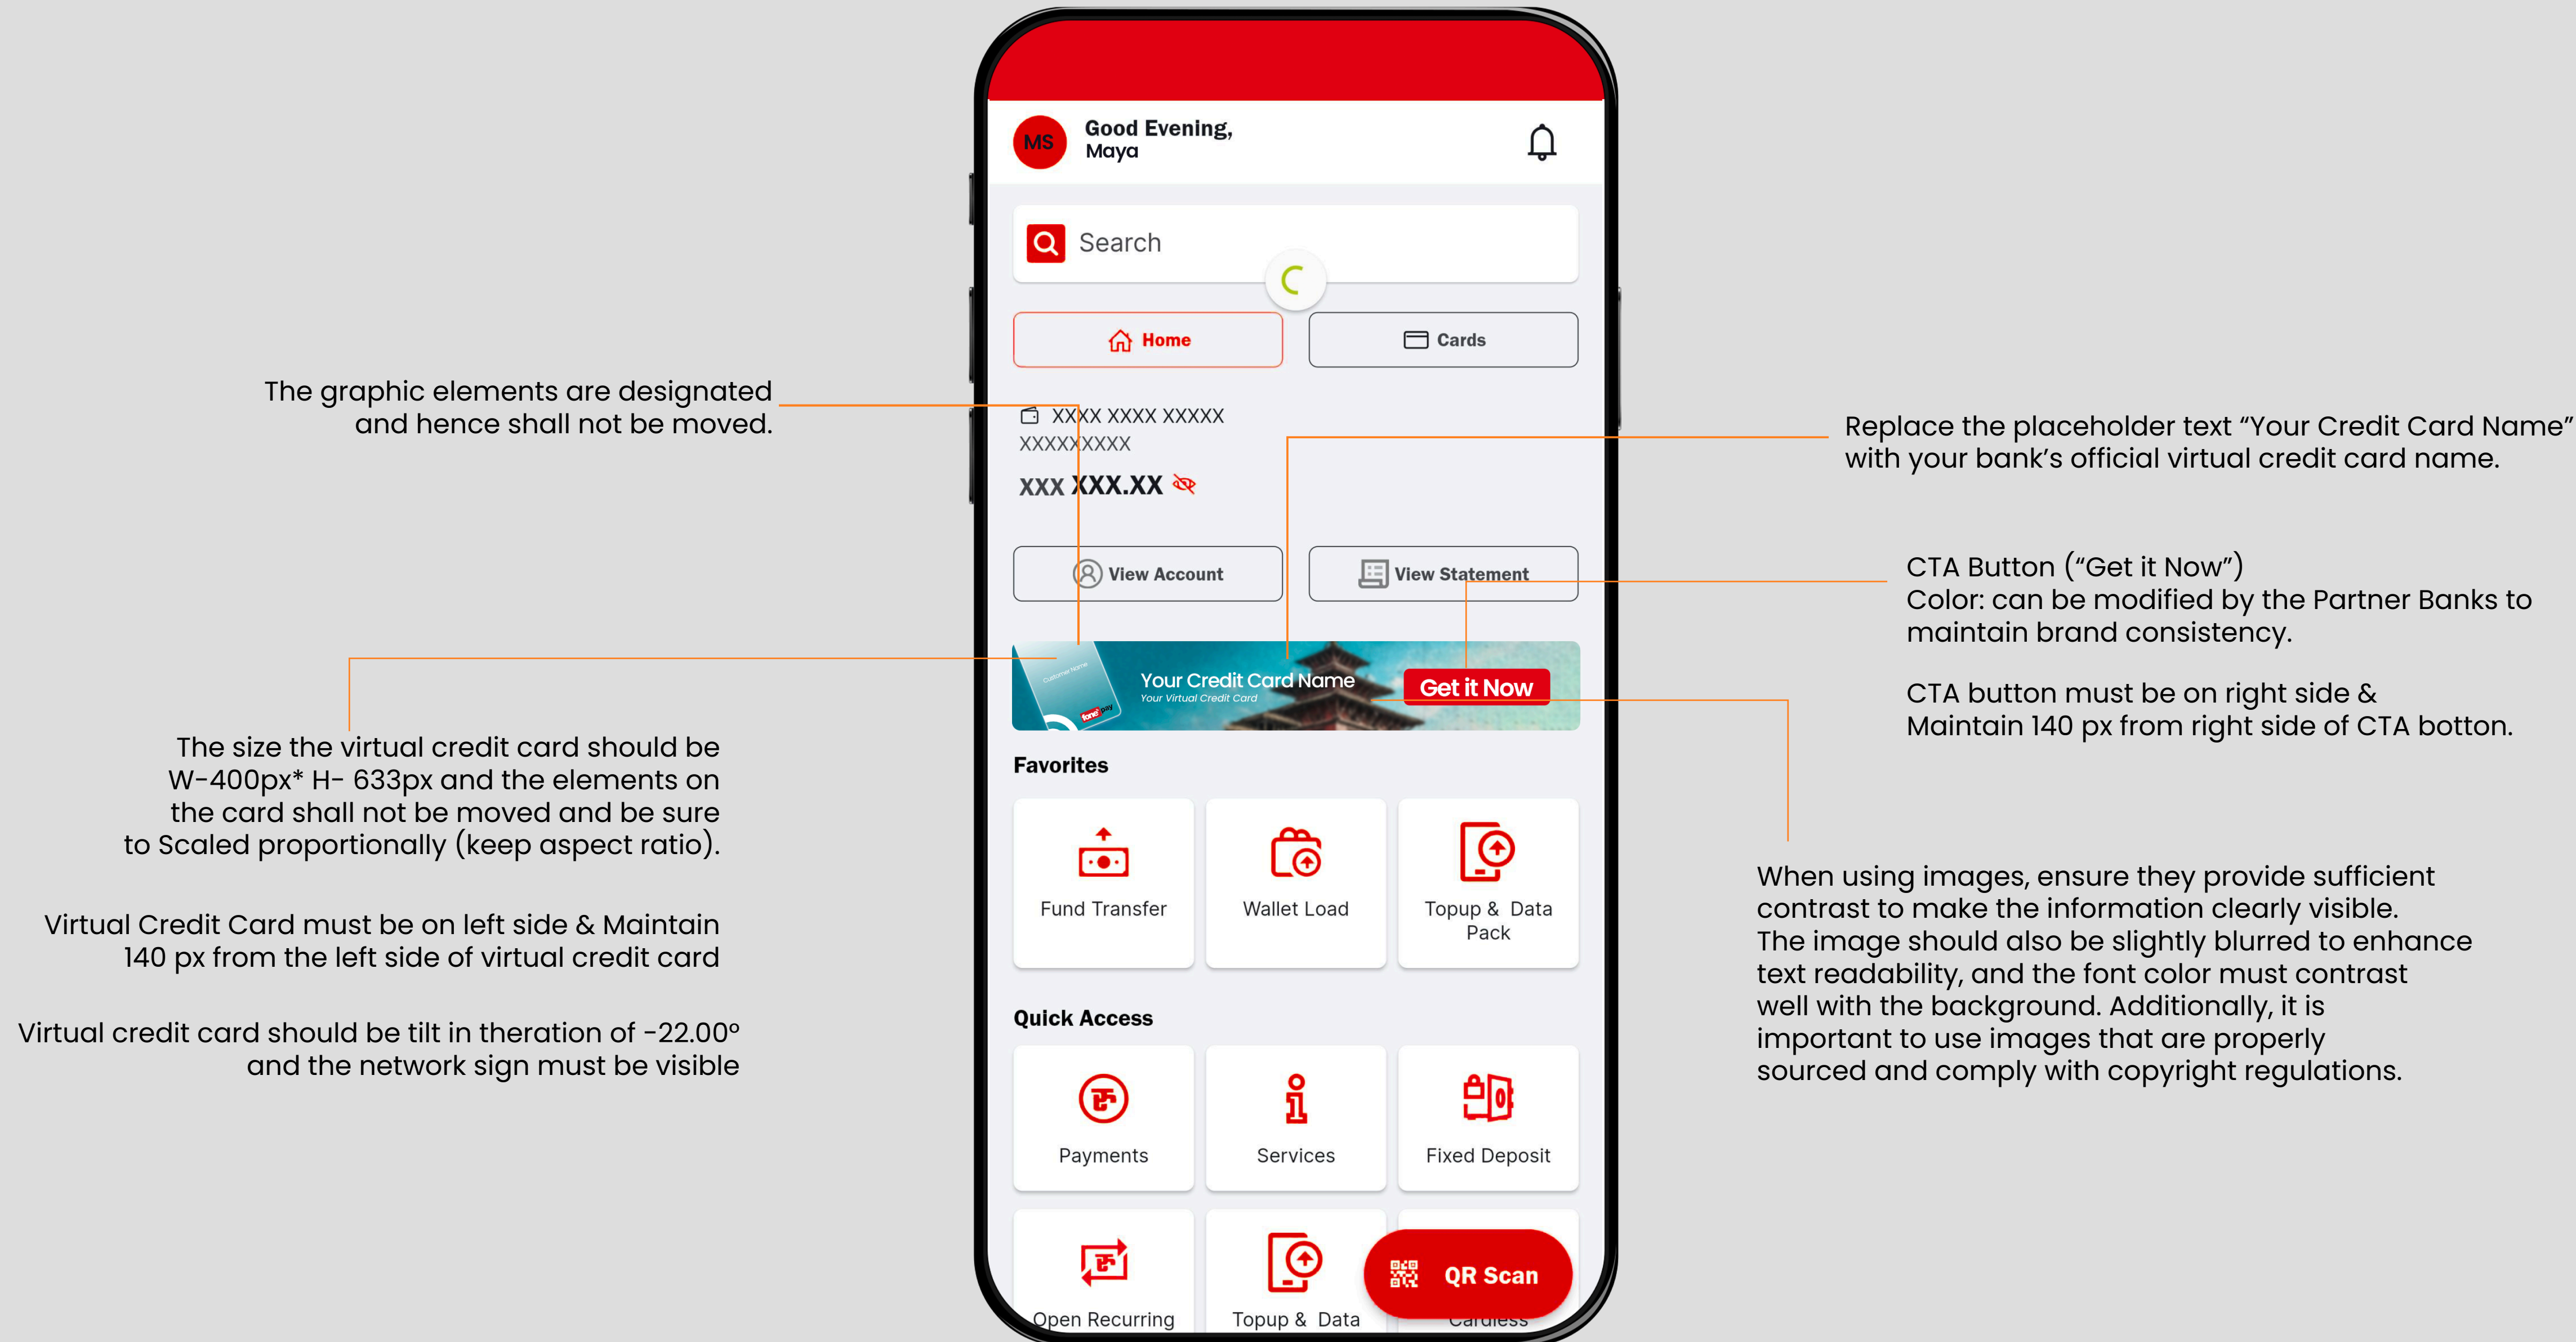 MS
Good Evening,
Maya
Search
Home
Cards
XXXX XXXX XXXXX
XXXXXXXXX
XXX XXX.XX
View Account
View Statement
Customer Name
fonepay
Your Credit Card Name
Your Virtual Credit Card
Get it Now
Favorites
Fund Transfer
Wallet Load
Topup & Data
Pack
Quick Access
Payments
Services
Fixed Deposit
Open Recurring
Topup & Data
Cardless
QR Scan
The graphic elements are designated
and hence shall not be moved.
The size the virtual credit card should be
W-400px* H- 633px and the elements on
the card shall not be moved and be sure
to Scaled proportionally (keep aspect ratio).
Virtual Credit Card must be on left side & Maintain
140 px from the left side of virtual credit card
Virtual credit card should be tilt in theration of -22.00°
and the network sign must be visible
Replace the placeholder text “Your Credit Card Name”
with your bank’s official virtual credit card name.
CTA Button (“Get it Now”)
Color: can be modified by the Partner Banks to
maintain brand consistency.
CTA button must be on right side &
Maintain 140 px from right side of CTA botton.
When using images, ensure they provide sufficient
contrast to make the information clearly visible.
The image should also be slightly blurred to enhance
text readability, and the font color must contrast
well with the background. Additionally, it is
important to use images that are properly
sourced and comply with copyright regulations.